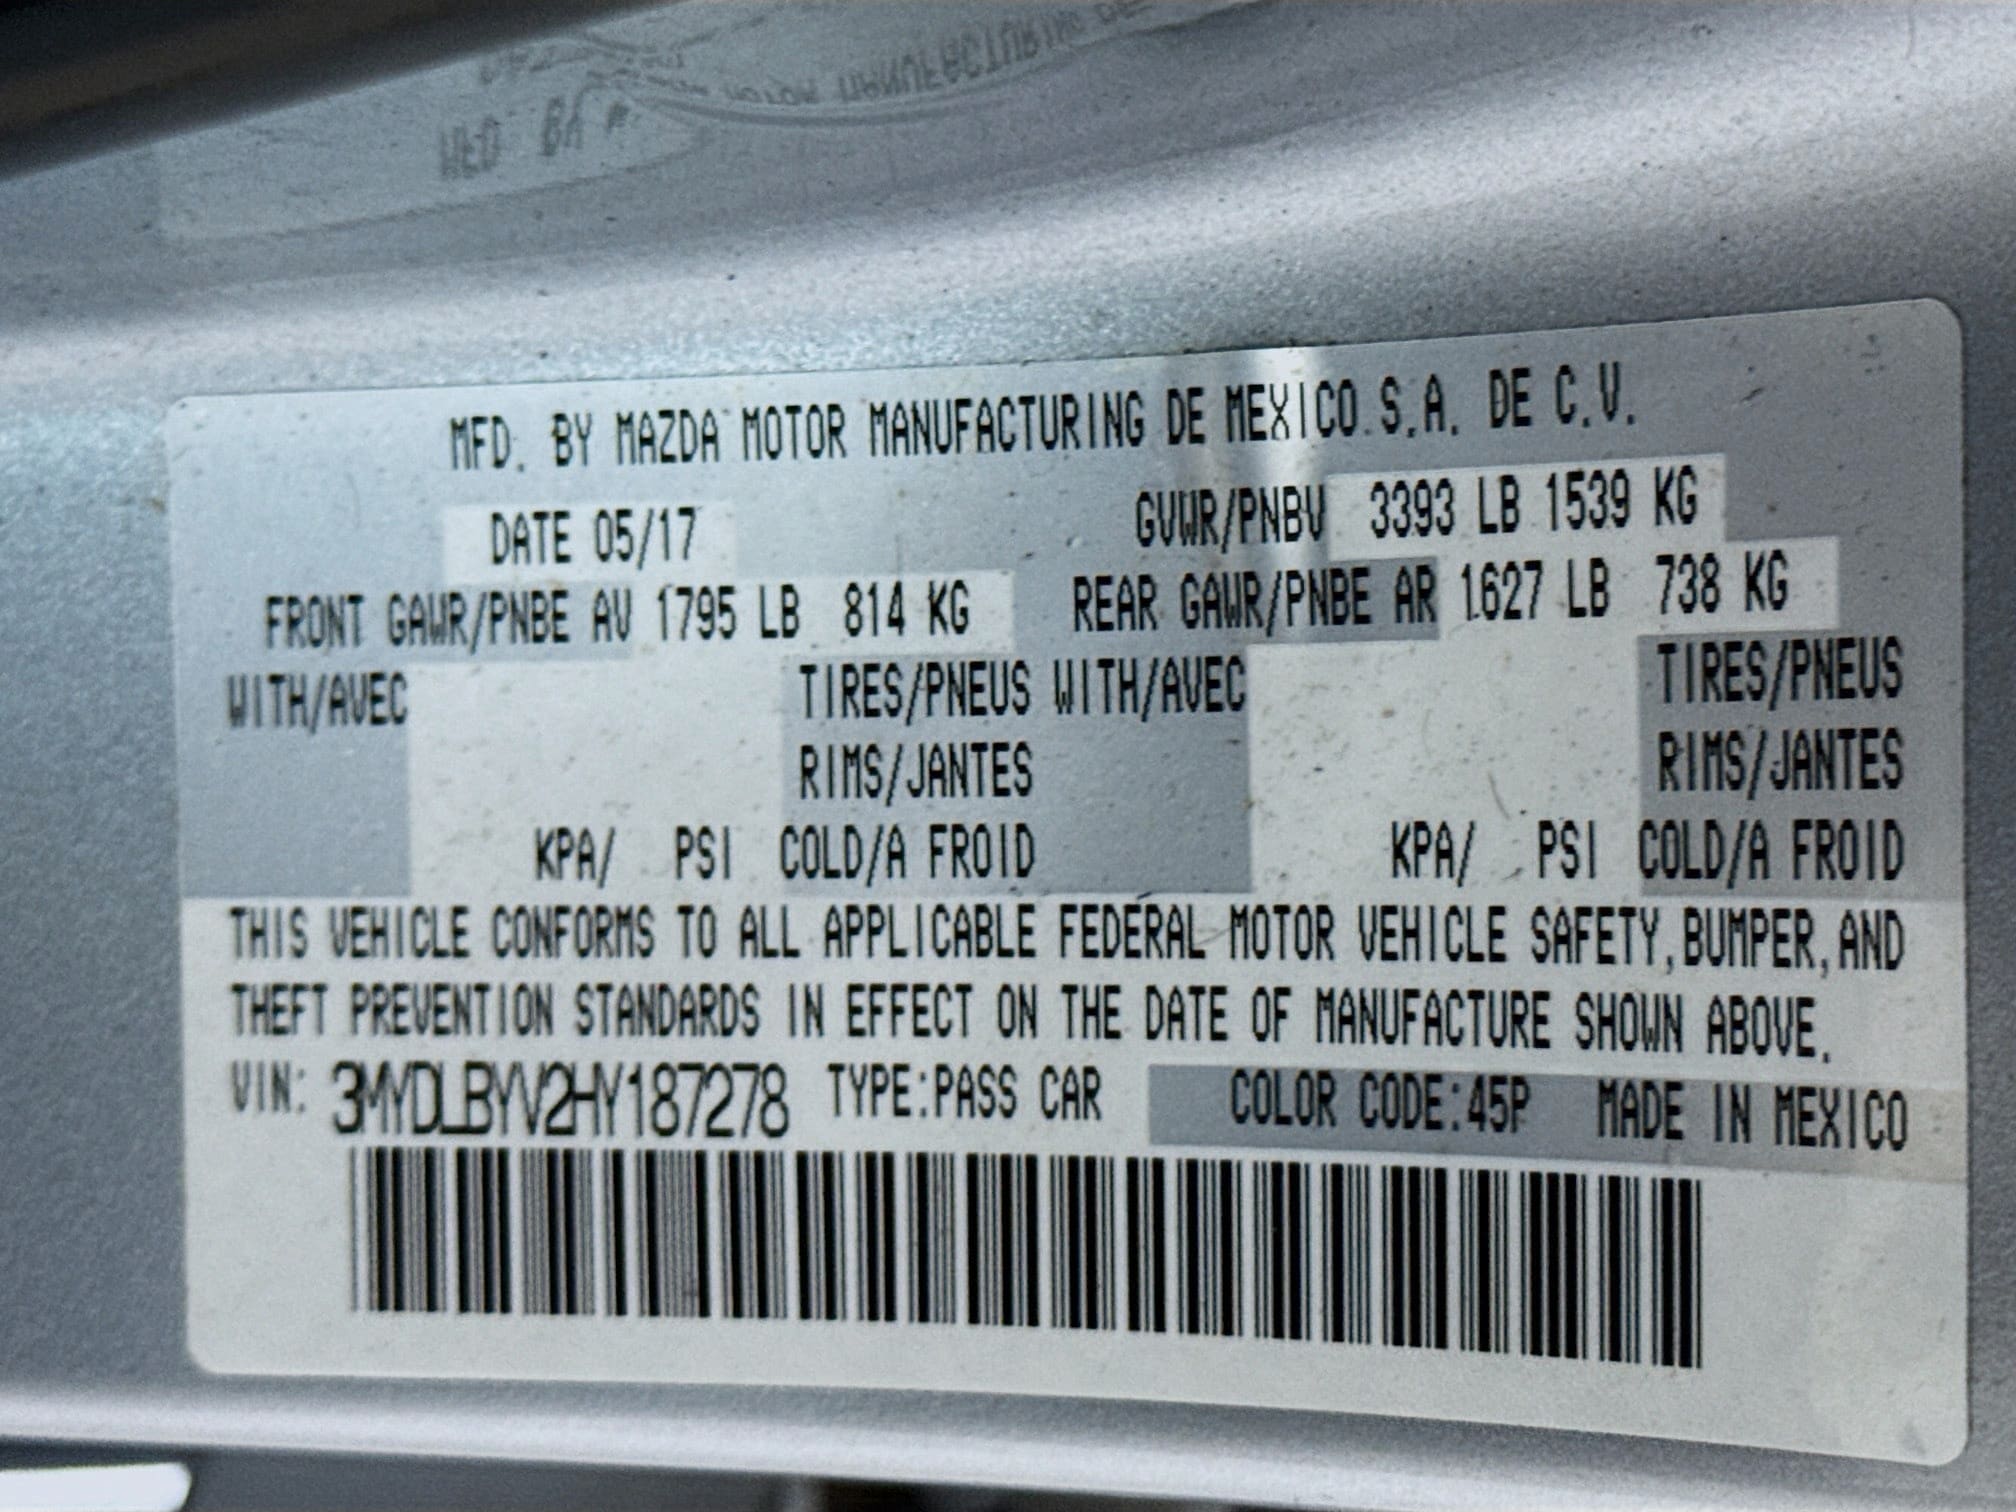 MFD. BY MAZDA MOTOR MANUFACTURING DE MEXICO S.A. DE C.V.
DATE 05/17 GVWR/PNBV 3393 LB 1539 KG
FRONT GAWR/PNBE AV 1795 LB 814 KG REAR GAWR/PNBE AR 1627 LB 738 KG
WITH/AVEC TIRES/PNEUS WITH/AVEC TIRES/PNEUS
RIMS/JANTES RIMS/JANTES
KPA/ PSI COLD/A FROID KPA/ PSI COLD/A FROID
THIS VEHICLE CONFORMS TO ALL APPLICABLE FEDERAL MOTOR VEHICLE SAFETY, BUMPER, AND
THEFT PREVENTION STANDARDS IN EFFECT ON THE DATE OF MANUFACTURE SHOWN ABOVE.
VIN: 3MYDLBYV2HY187278 TYPE:PASS CAR COLOR CODE:45P MADE IN MEXICO